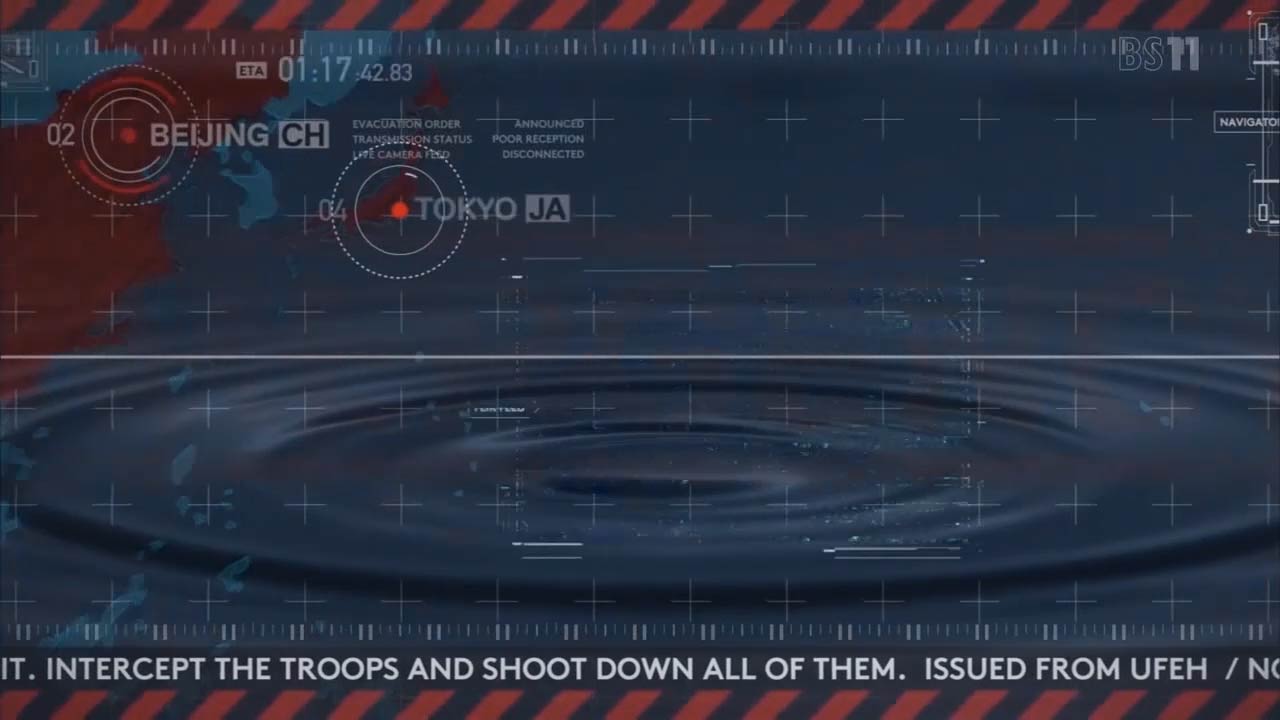 BS11
ETA 01:17:42.83
NAVIGATO
02 BEIJING CH
EVACUATION ORDER ANNOUNCED
TRANSMISSION STATUS POOR RECEPTION
LIVE CAMERA FEED DISCONNECTED
04 TOKYO JA
IT. INTERCEPT THE TROOPS AND SHOOT DOWN ALL OF THEM. ISSUED FROM UFEH / NO